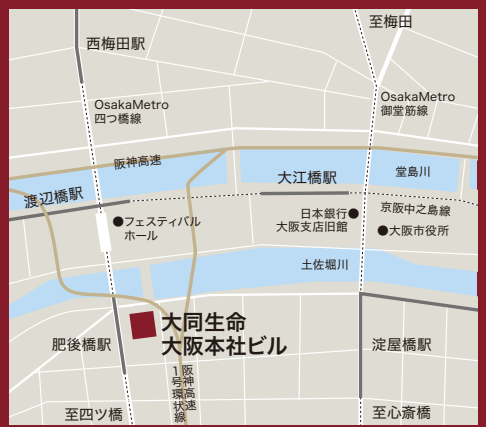 至梅田
西梅田駅
OsakaMetro
四つ橋線
OsakaMetro
御堂筋線
阪神高速
渡辺橋駅
大江橋駅
堂島川
フェスティバル
ホール
日本銀行
大阪支店旧館
京阪中之島線
大阪市役所
土佐堀川
大同生命
大阪本社ビル
肥後橋駅
淀屋橋駅
阪神高速
1号環状線
至四ツ橋
至心斎橋